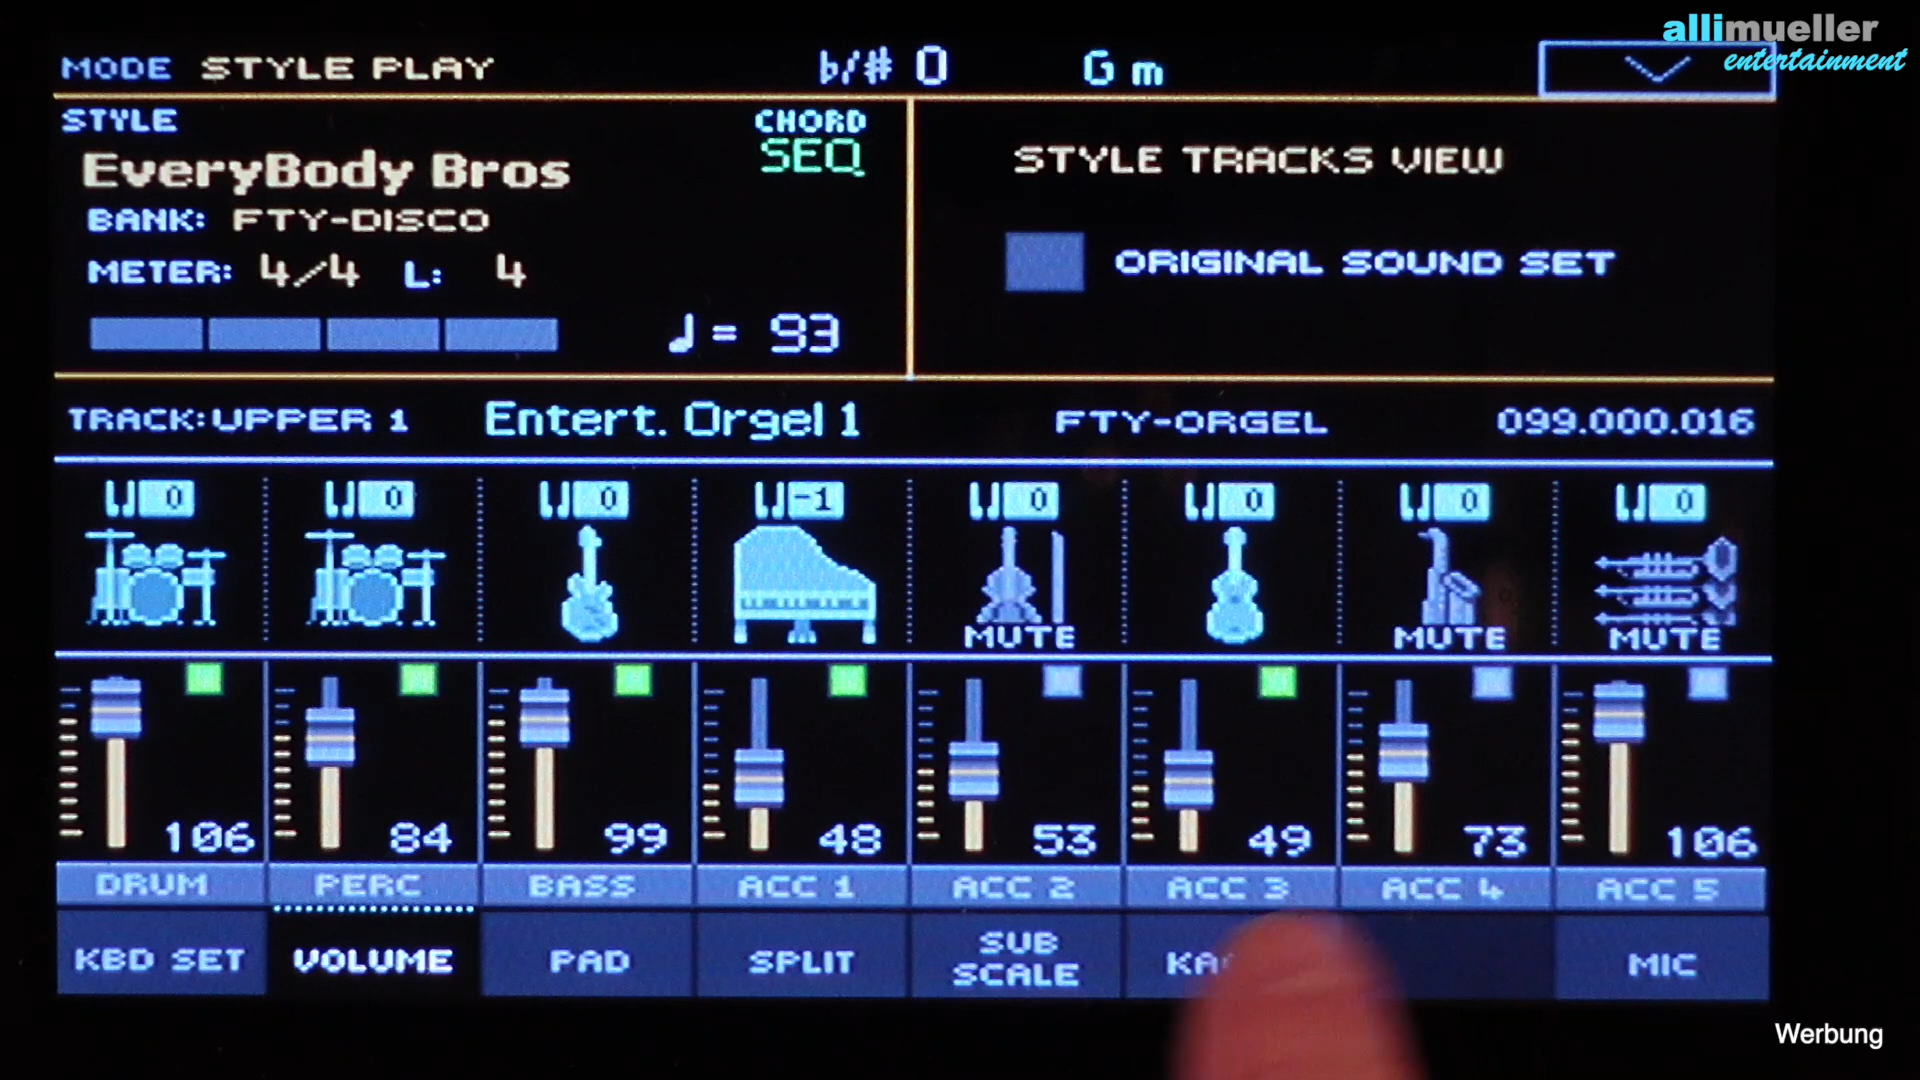 allimueller
entertainment
MODE STYLE PLAY b/# 0 G m
STYLE
CHORD
SEQ
EveryBody Bros
BANK: FTY-DISCO
METER: 4/4 L: 4
♩= 93
STYLE TRACKS VIEW
ORIGINAL SOUND SET
TRACK:UPPER 1 Entert. Orgel 1 FTY-ORGEL 099.000.016
0 0 0 -1 0 0 0 0
MUTE MUTE MUTE
106 84 99 48 53 49 73 106
DRUM PERC BASS ACC 1 ACC 2 ACC 3 ACC 4 ACC 5
KBD SET VOLUME PAD SPLIT SUB SCALE MIC
Werbung